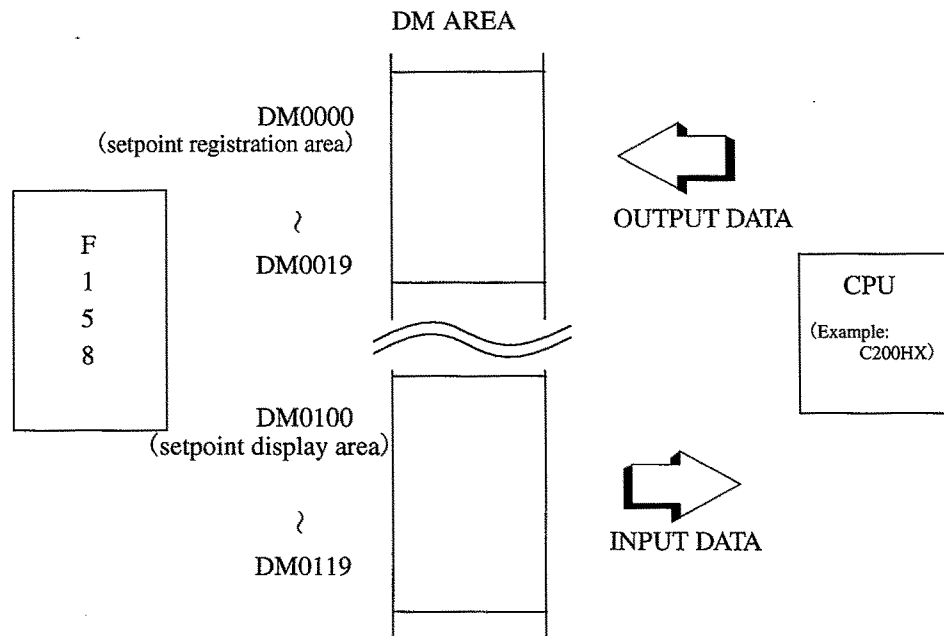 DM AREA
DM0000
(setpoint registration area)
~
DM0019
OUTPUT DATA
F
1
5
8
CPU
(Example:
C200HX)
DM0100
(setpoint display area)
~
DM0119
INPUT DATA